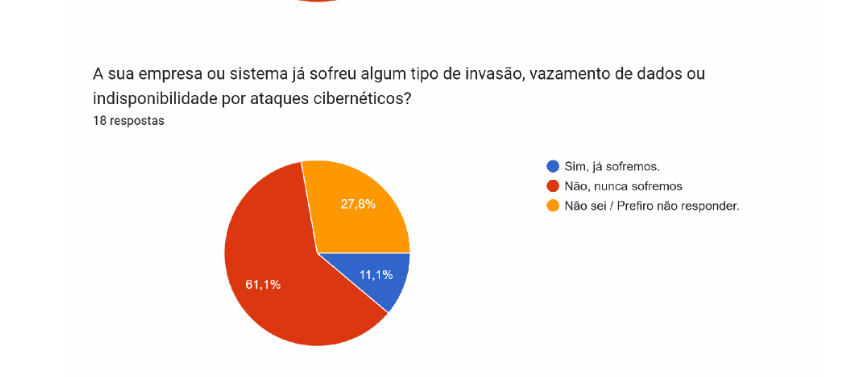 A sua empresa ou sistema já sofreu algum tipo de invasão, vazamento de dados ou
indisponibilidade por ataques cibernéticos?
18 respostas
Sim, já sofremos.
Não, nunca sofremos
Não sei / Prefiro não responder.
27,8%
11,1%
61,1%